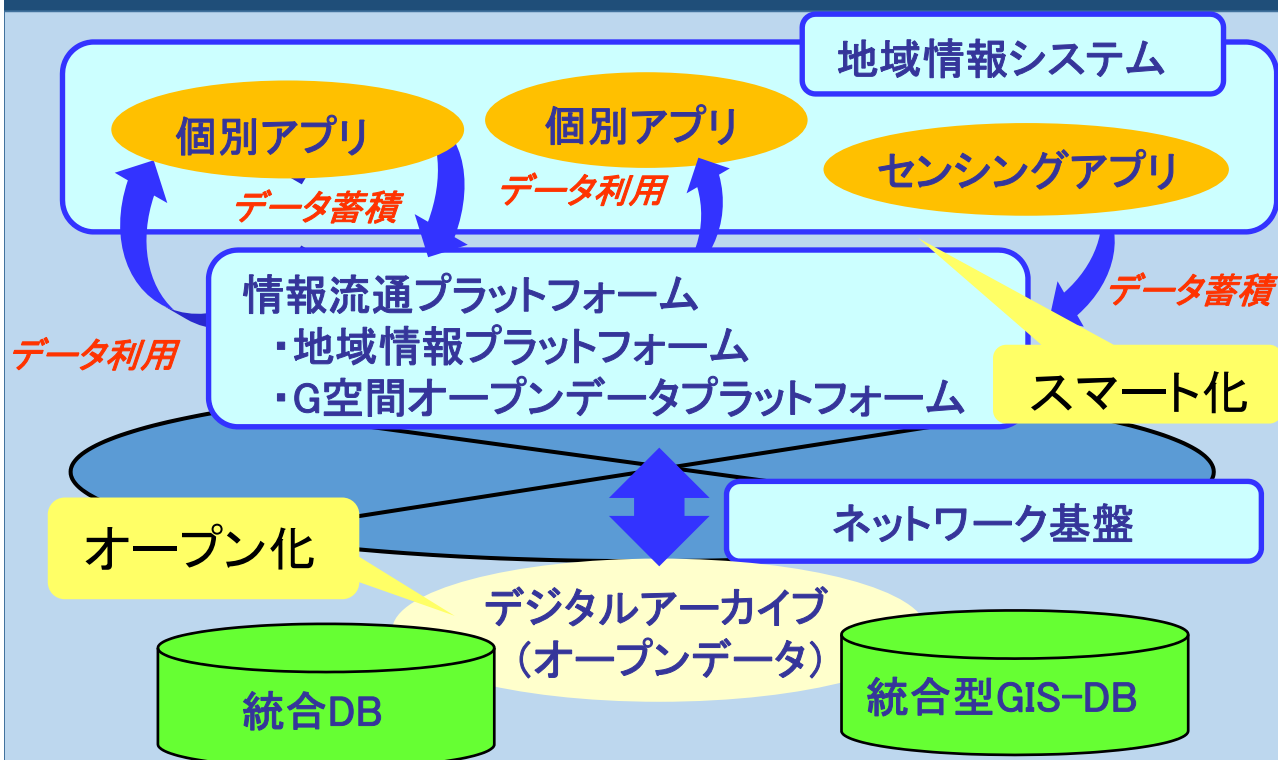 地域情報システム
個別アプリ
個別アプリ
センシングアプリ
データ蓄積
データ利用
データ蓄積
データ利用
情報流通プラットフォーム
・地域情報プラットフォーム
・G空間オープンデータプラットフォーム
スマート化
ネットワーク基盤
オープン化
デジタルアーカイブ
（オープンデータ）
統合DB
統合型GIS-DB